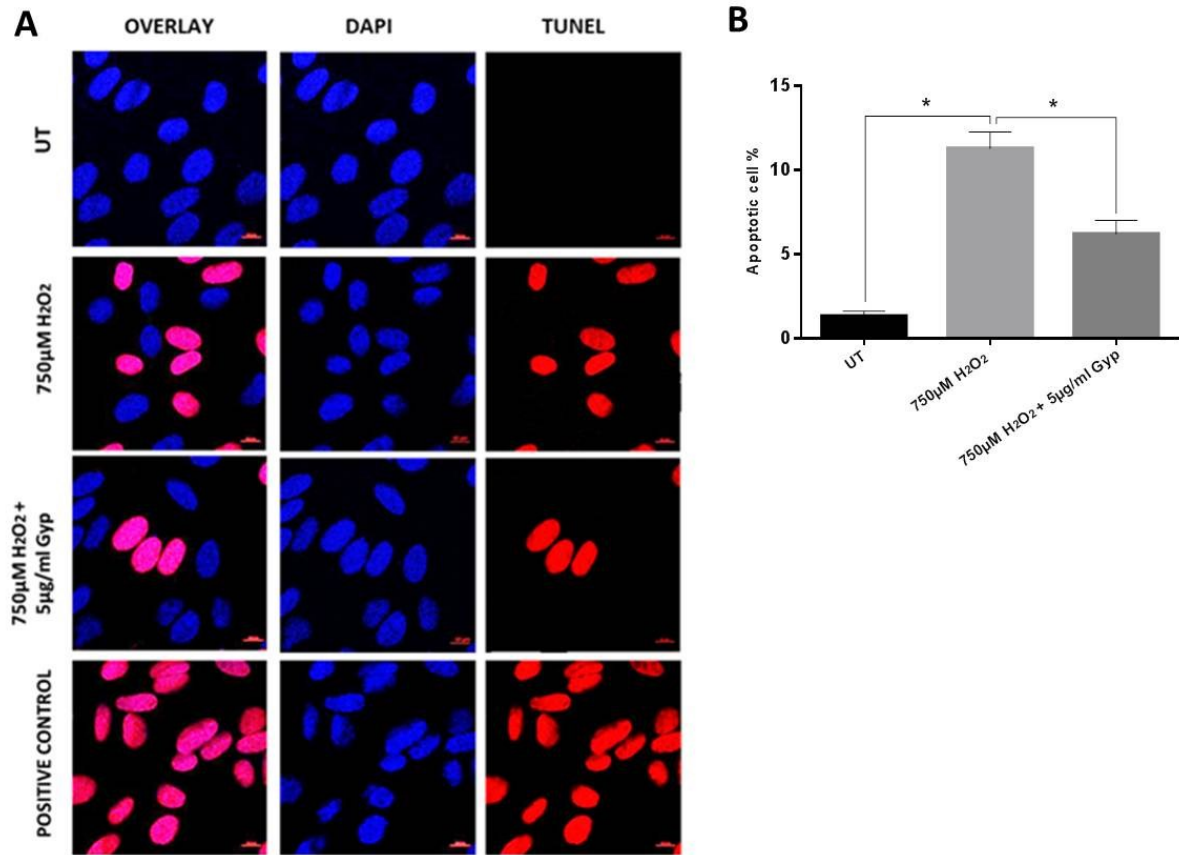 A
OVERLAY DAPI TUNEL
UT
750µM H2O2
750µM H2O2 +
5µg/ml Gyp
POSITIVE CONTROL
B
Apoptotic cell %
15
10
5
0
* *
UT
750µM H2O2
750µM H2O2 + 5µg/ml Gyp